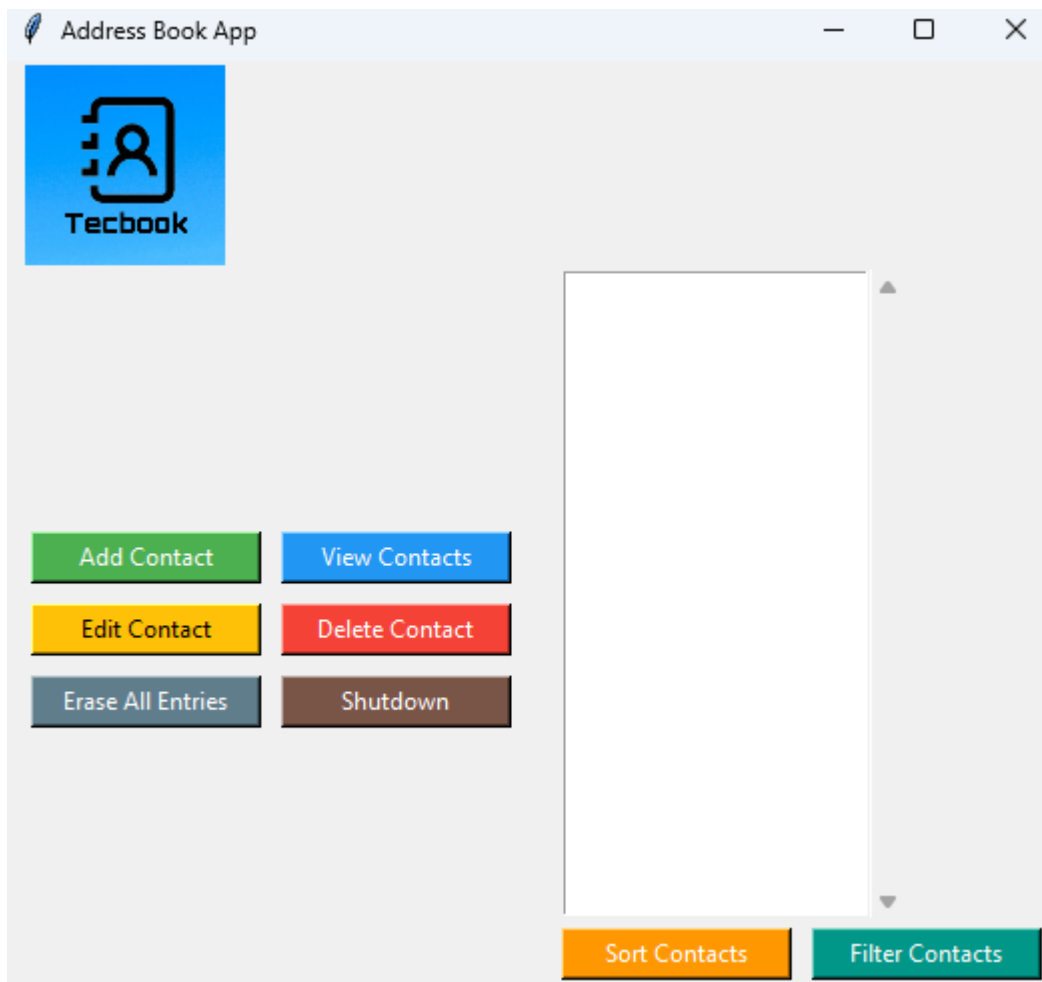 Address Book App
Tecbook
Add Contact
View Contacts
Edit Contact
Delete Contact
Erase All Entries
Shutdown
Sort Contacts
Filter Contacts